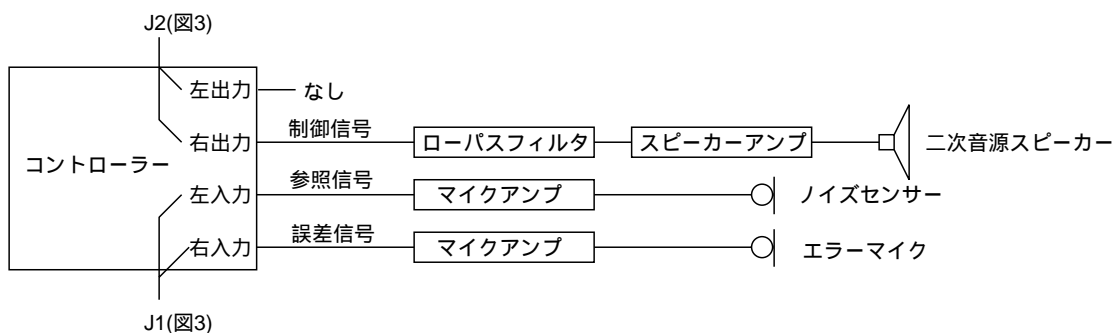 J2(図3)
左出力
なし
コントローラー
右出力
制御信号
ローパスフィルタ
スピーカーアンプ
二次音源スピーカー
左入力
参照信号
マイクアンプ
ノイズセンサー
右入力
誤差信号
マイクアンプ
エラーマイク
J1(図3)